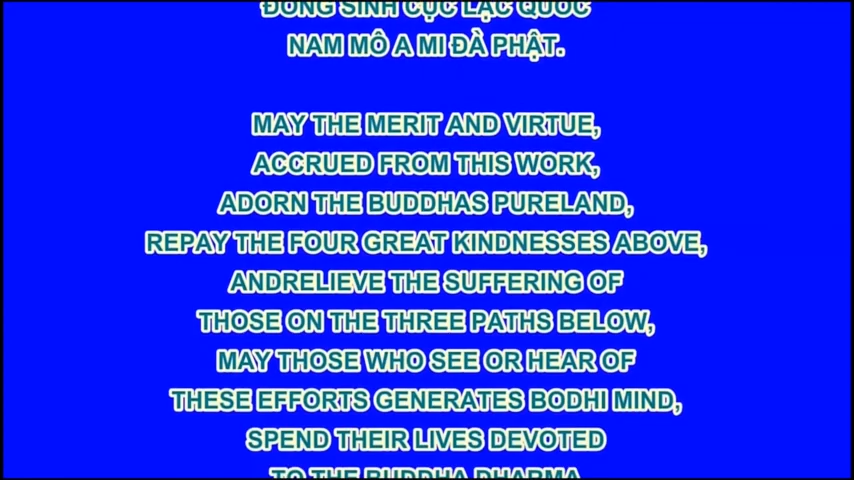 ĐỒNG SINH CỰC LẠC QUỐC
NAM MÔ A MI ĐÀ PHẬT.
MAY THE MERIT AND VIRTUE,
ACCRUED FROM THIS WORK,
ADORN THE BUDDHAS PURELAND,
REPAY THE FOUR GREAT KINDNESSES ABOVE,
ANDRELIEVE THE SUFFERING OF
THOSE ON THE THREE PATHS BELOW,
MAY THOSE WHO SEE OR HEAR OF
THESE EFFORTS GENERATES BODHI MIND,
SPEND THEIR LIVES DEVOTED
TO THE BUDDHA DHARMA